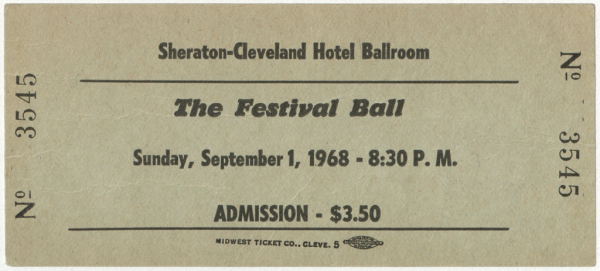 Sheraton-Cleveland Hotel Ballroom
The Festival Ball
Sunday, September 1, 1968 - 8:30 P. M.
ADMISSION - $3.50
MIDWEST TICKET CO., CLEVE. 5
Nº 3545
Nº 3545